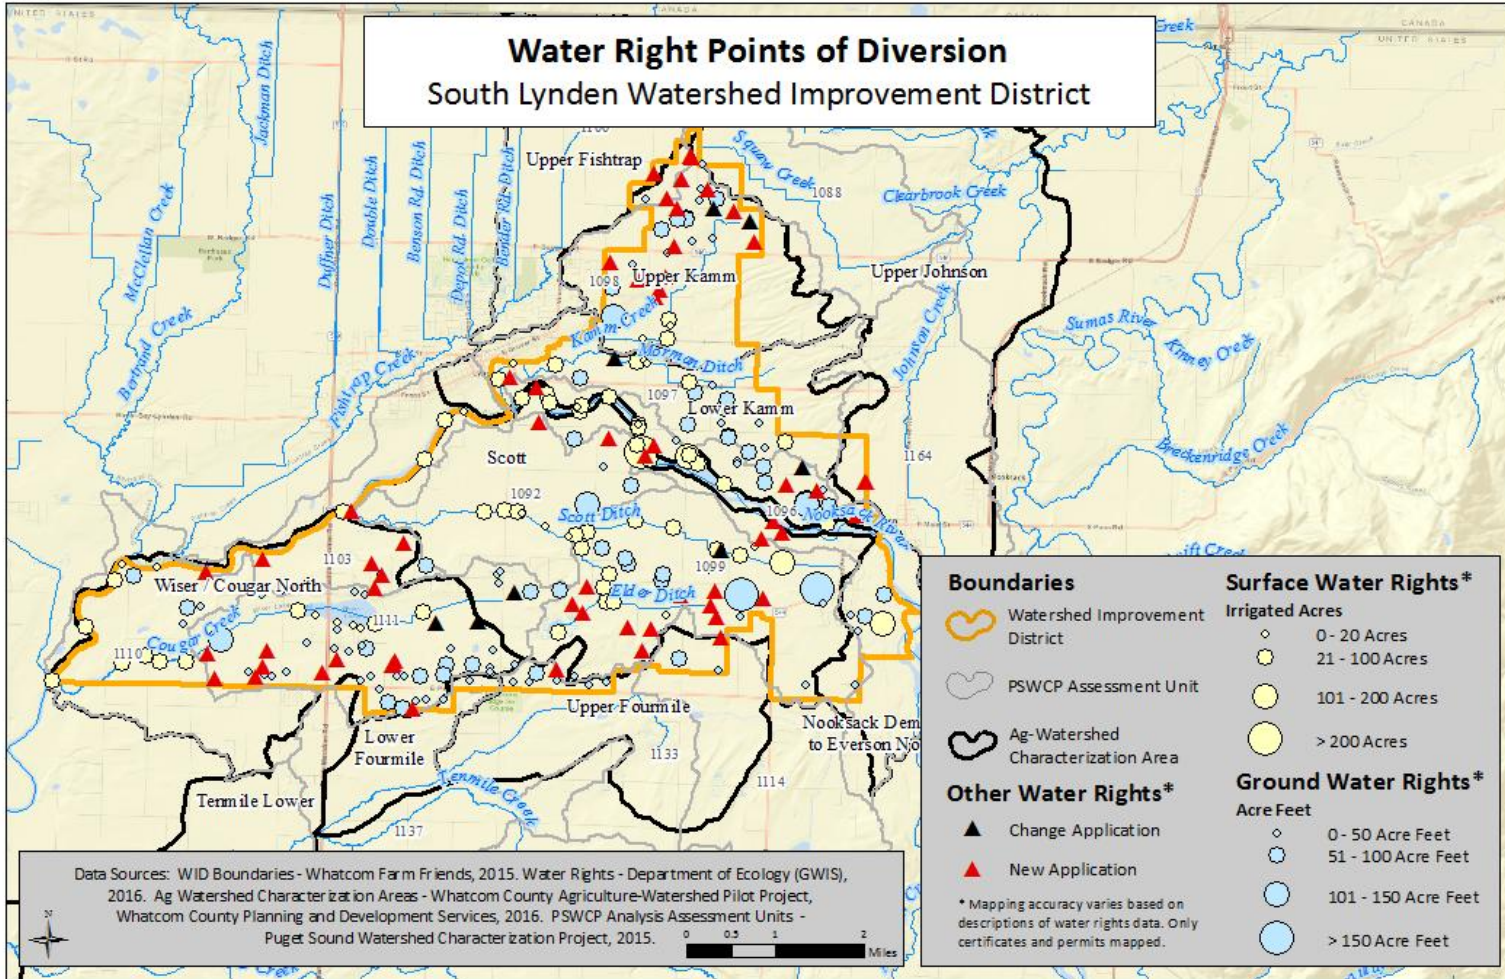 UNITED STATES
CANADA
CANADA
UNITED STATES
Water Right Points of Diversion
South Lynden Watershed Improvement District
Creek
Jackman Ditch
Upper Fishtrap
Squaw Creek
1088
Clearbrook Creek
McClellan Creek
Duffner Ditch
Double Ditch
Benson Rd. Ditch
Depot Rd. Ditch
Bender Rd. Ditch
1098
Upper Kamm
Upper Johnson
Bertrand Creek
Kamm Creek
Johnson Creek
Sumas River
Kinney Creek
Fishtrap Creek
Morman Ditch
1097
Lower Kamm
Breckenridge Creek
Scott
1164
1092
Scott Ditch
1096
Nooksack River
1103
1099
Wiser / Cougar North
Elder Ditch
Cougar Creek
1111
1110
Upper Fourmile
Nooksack Dem
to Everson No
Lower
Fourmile
1133
1114
Tenmile Creek
Tenmile Lower
1137
Boundaries
Watershed Improvement
District
PSWCP Assessment Unit
Ag-Watershed
Characterization Area
Other Water Rights*
Change Application
New Application
* Mapping accuracy varies based on
descriptions of water rights data. Only
certificates and permits mapped.
Surface Water Rights*
Irrigated Acres
0 - 20 Acres
21 - 100 Acres
101 - 200 Acres
> 200 Acres
Ground Water Rights*
Acre Feet
0 - 50 Acre Feet
51 - 100 Acre Feet
101 - 150 Acre Feet
> 150 Acre Feet
Data Sources: WID Boundaries - Whatcom Farm Friends, 2015. Water Rights - Department of Ecology (GWIS),
2016. Ag Watershed Characterization Areas - Whatcom County Agriculture-Watershed Pilot Project,
Whatcom County Planning and Development Services, 2016. PSWCP Analysis Assessment Units -
Puget Sound Watershed Characterization Project, 2015.
N
0 0.5 1 2
Miles